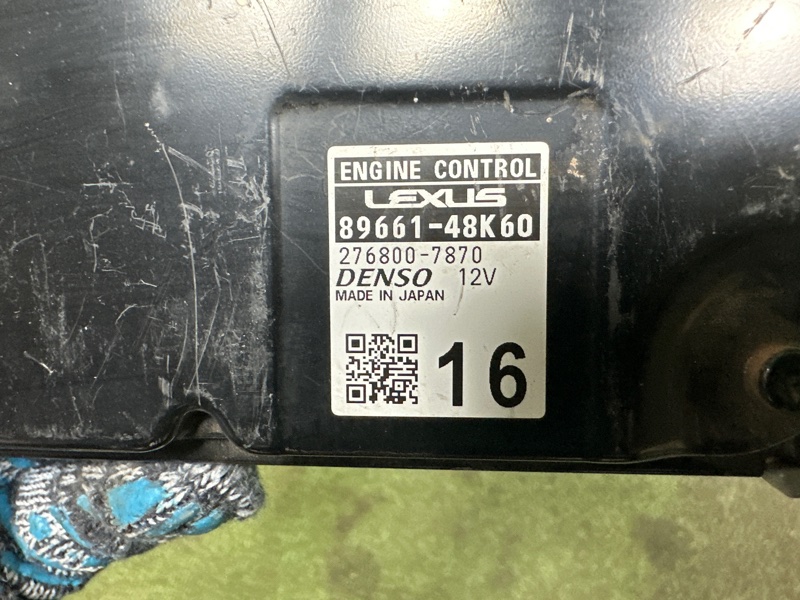 ENGINE CONTROL
LEXUS
89661-48K60
276800-7870
DENSO 12V
MADE IN JAPAN
16